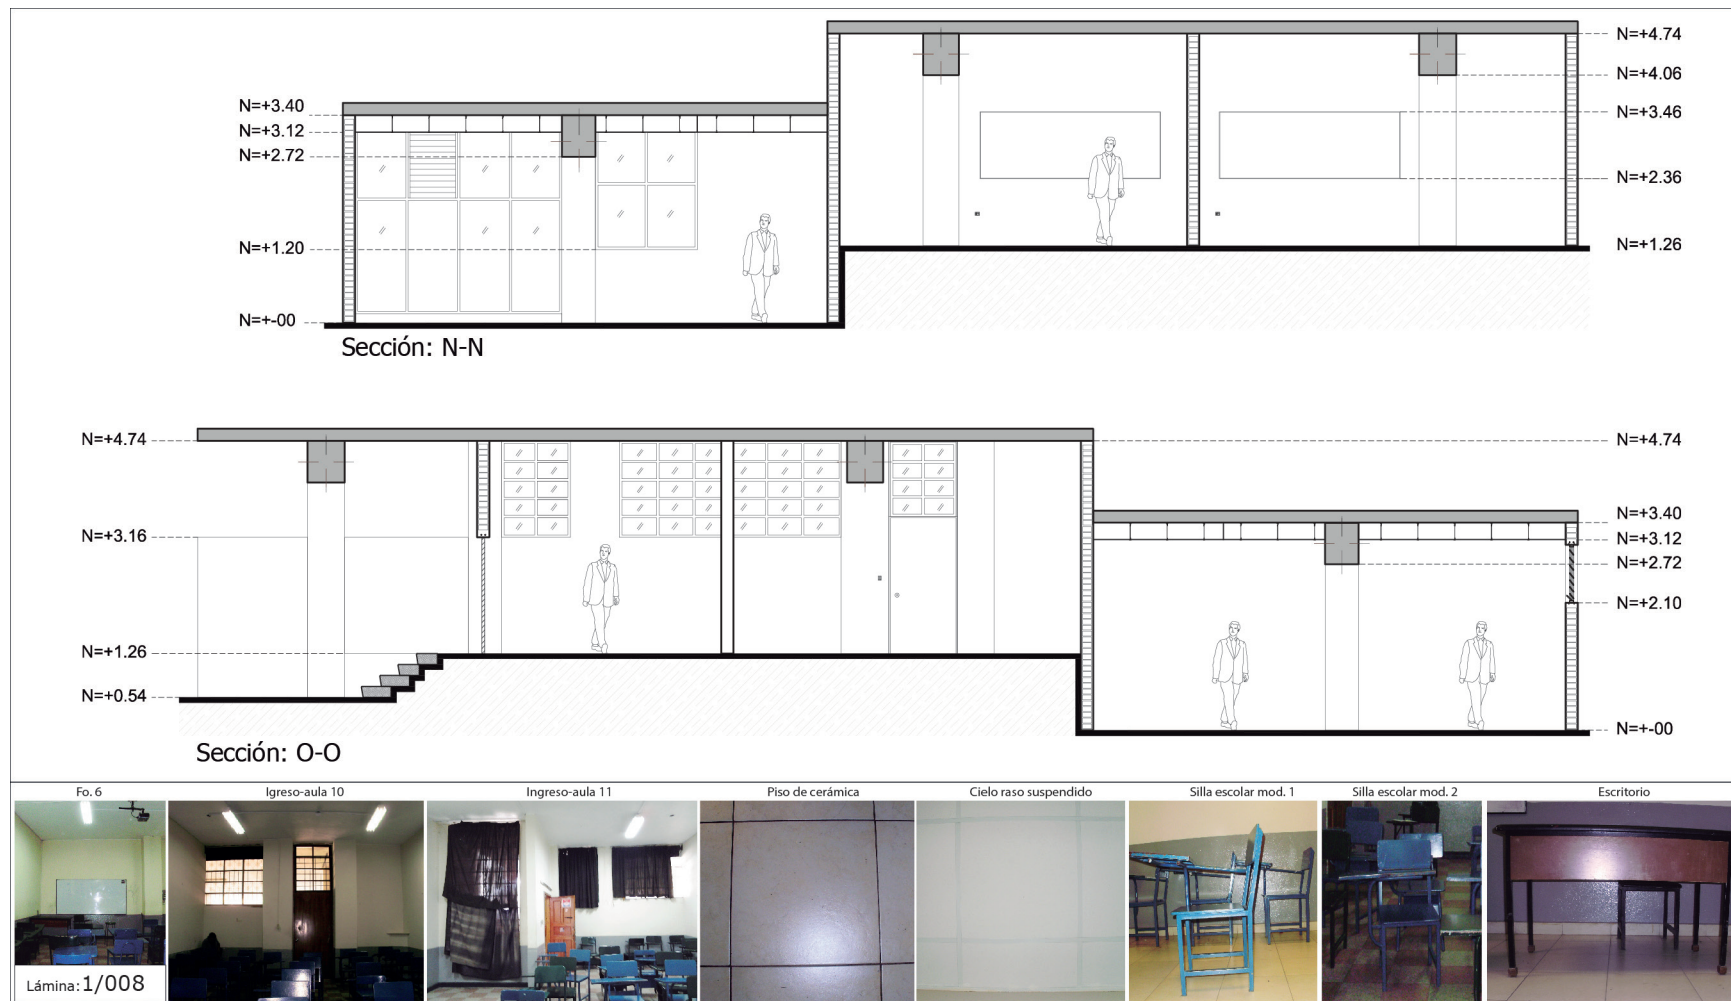 N=+4.74
N=+4.06
N=+3.40
N=+3.46
N=+3.12
N=+2.72
N=+2.36
N=+1.20
N=+1.26
N=+-00
Sección: N-N
N=+4.74
N=+4.74
N=+3.40
N=+3.16
N=+3.12
N=+2.72
N=+2.10
N=+1.26
N=+0.54
N=+-00
Sección: O-O
Fo. 6
Igreso-aula 10
Ingreso-aula 11
Piso de cerámica
Cielo raso suspendido
Silla escolar mod. 1
Silla escolar mod. 2
Escritorio
Lámina: 1/008